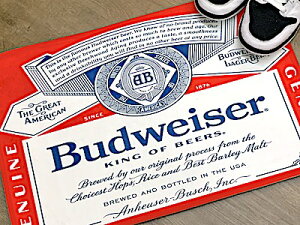 This is the famous Budweiser beer. We know of no brand produced
by any other brewer which costs so much to brew and age. Our
exclusive Beechwood Aging produces a taste, a smoothness
and a drinkability you will find in no other beer at any price.
AB
THE GREAT
AMERICAN
BUDWEISER
LAGER BEER
SINCE 1876
Budweiser
KING OF BEERS.
Brewed by our original process from the
Choicest Hops, Rice and Best Barley Malt
BREWED AND BOTTLED IN THE USA
Anheuser-Busch, Inc.
GENUINE
GE